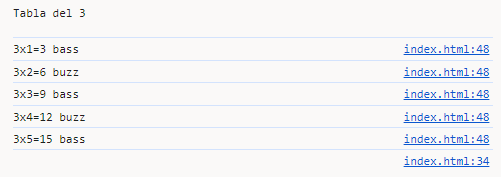 Tabla del 3
3x1=3 bass index.html:48
3x2=6 buzz index.html:48
3x3=9 bass index.html:48
3x4=12 buzz index.html:48
3x5=15 bass index.html:48
index.html:34